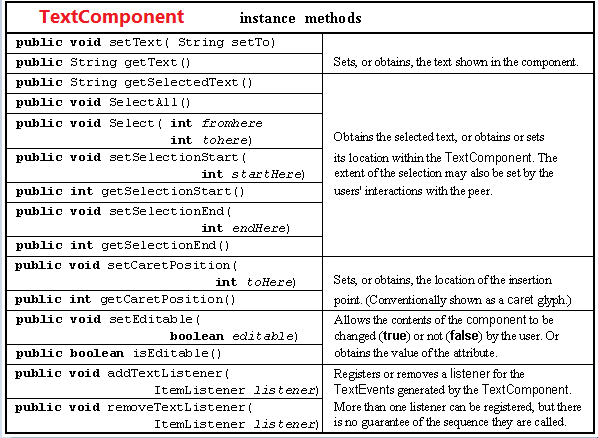 TextComponent instance methods
public void setText( String setTo)
public String getText()
Sets, or obtains, the text shown in the component.
public String getSelectedText()
public void SelectAll()
public void Select( int fromhere
int tohere)
public void setSelectionStart(
int startHere)
public int getSelectionStart()
public void setSelectionEnd(
int endHere)
public int getSelectionEnd()
Obtains the selected text, or obtains or sets
its location within the TextComponent. The
extent of the selection may also be set by the
users' interactions with the peer.
public void setCaretPosition(
int toHere)
public int getCaretPosition()
Sets, or obtains, the location of the insertion
point. (Conventionally shown as a caret glyph.)
public void setEditable(
boolean editable)
public boolean isEditable()
Allows the contents of the component to be
changed (true) or not (false) by the user. Or
obtains the value of the attribute.
public void addTextListener(
ItemListener listener)
public void removeTextListener(
ItemListener listener)
Registers or removes a listener for the
TextEvents generated by the TextComponent.
More than one listener can be registered, but there
is no guarantee of the sequence they are called.